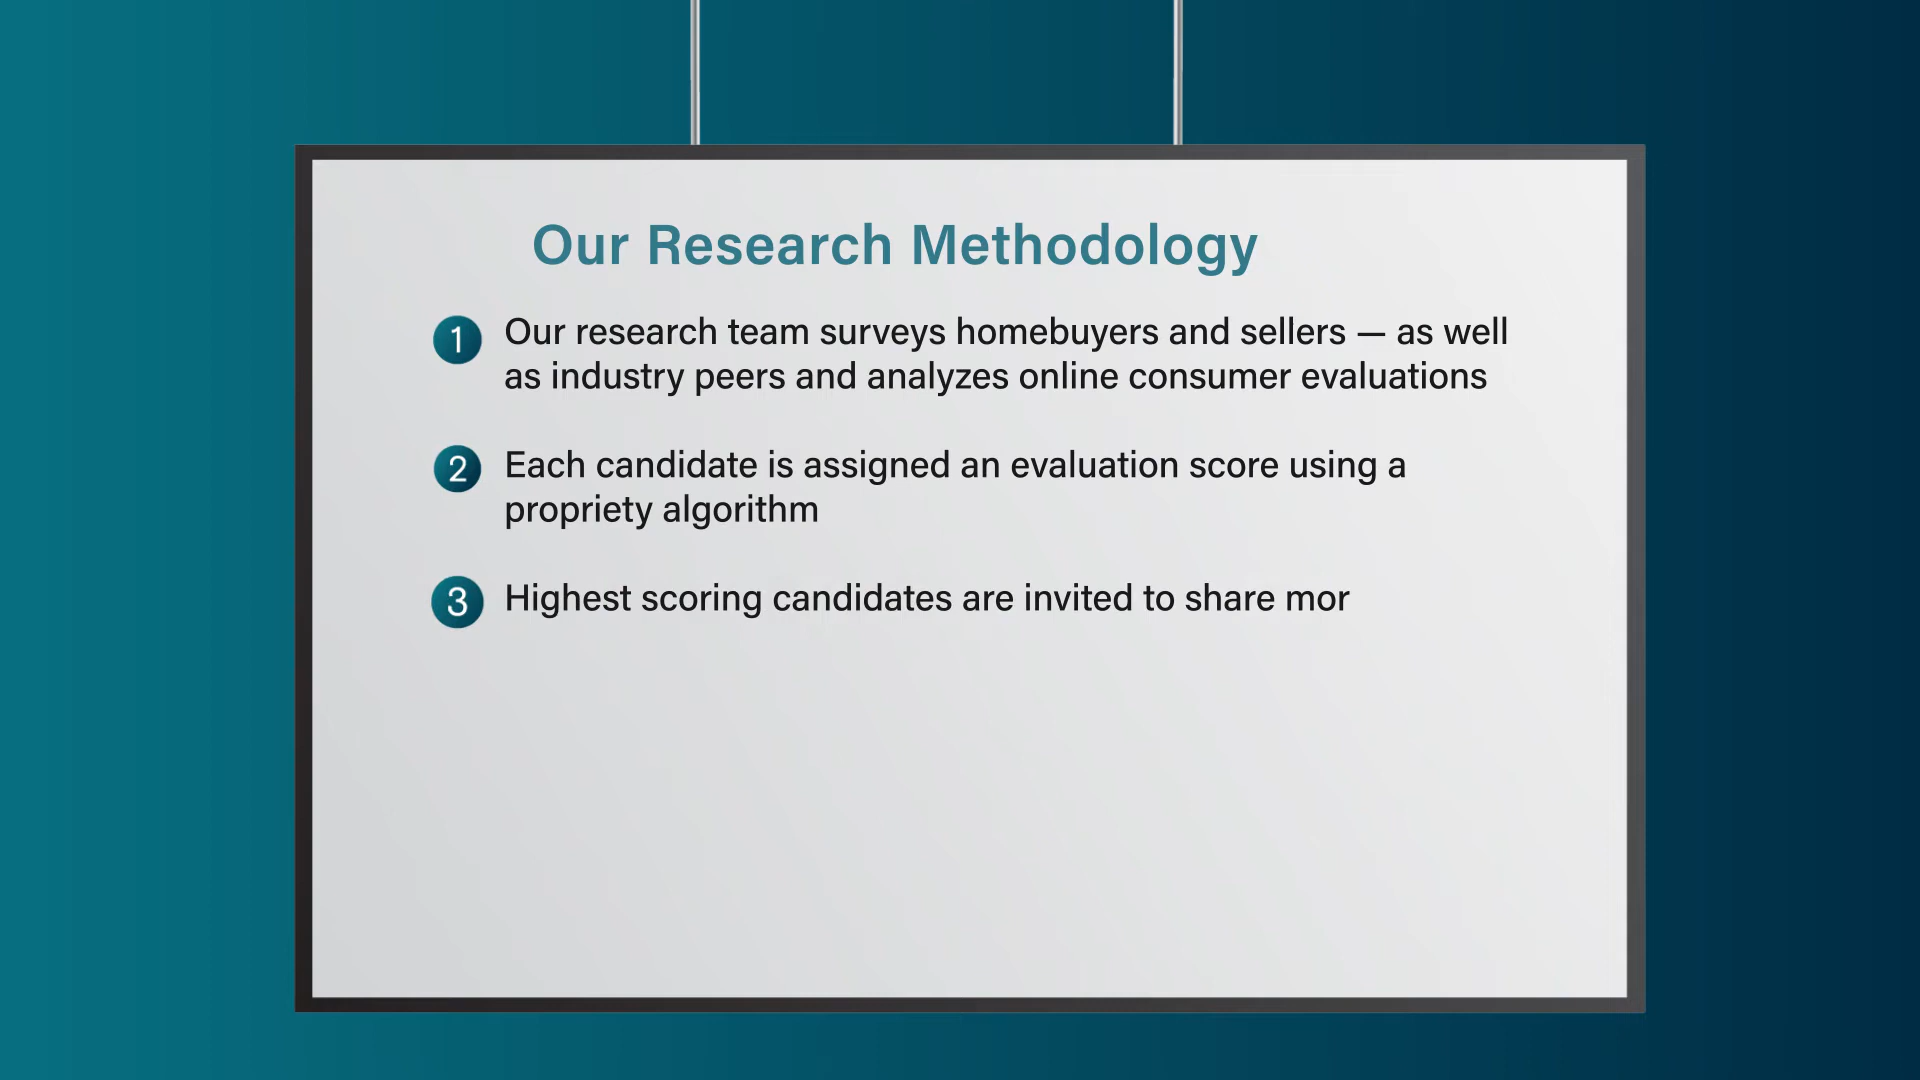 Our Research Methodology
1 Our research team surveys homebuyers and sellers — as well
as industry peers and analyzes online consumer evaluations
2 Each candidate is assigned an evaluation score using a
propriety algorithm
3 Highest scoring candidates are invited to share mor